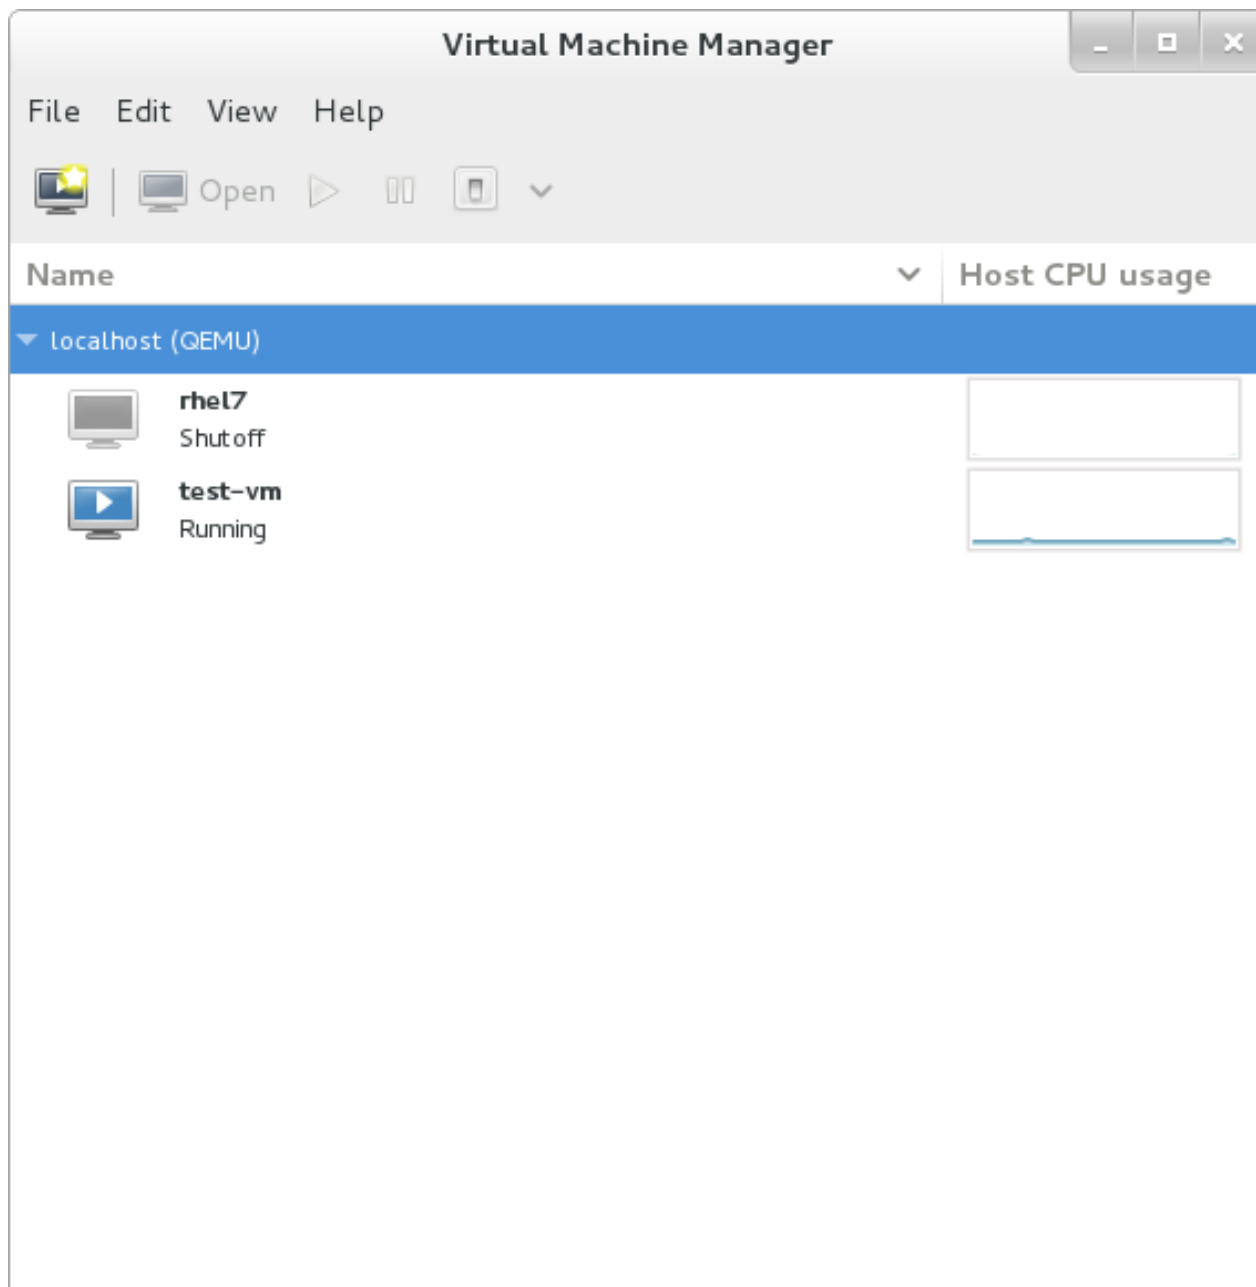 Virtual Machine Manager
File Edit View Help
Open
Name Host CPU usage
localhost (QEMU)
rhel7
Shutoff
test-vm
Running